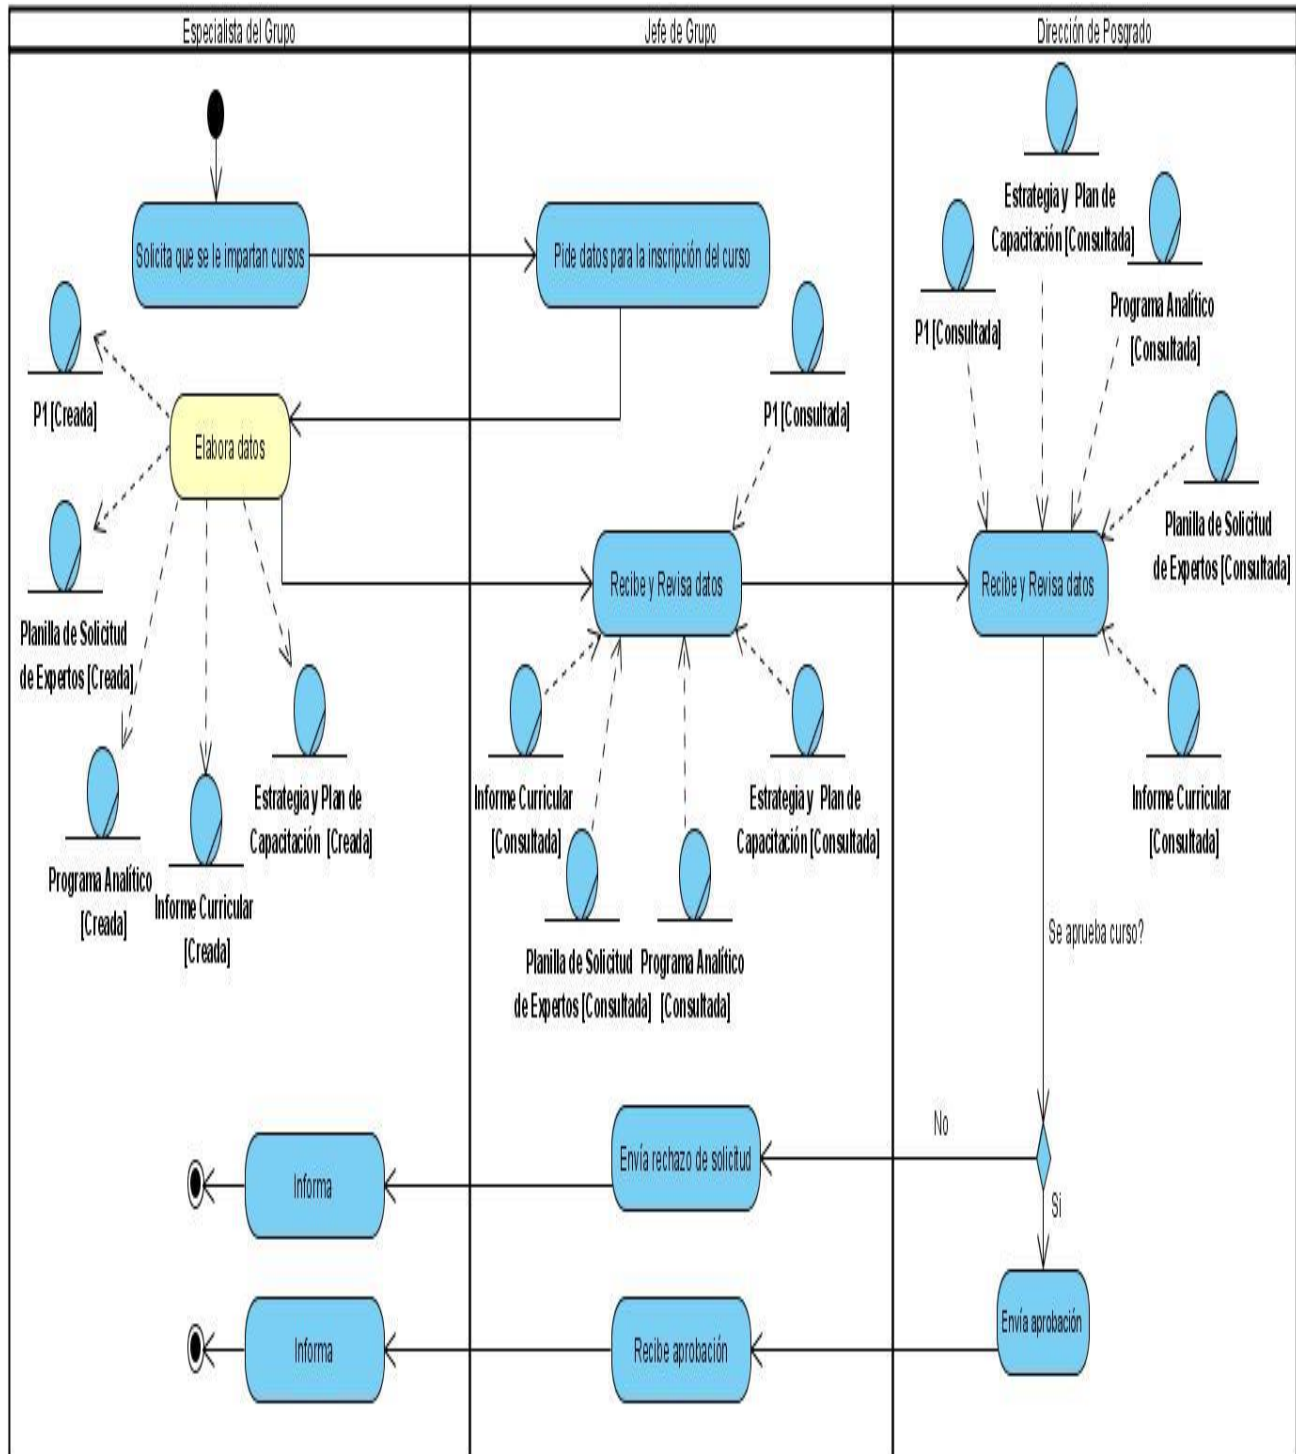 Especialista del Grupo
Jefe de Grupo
Dirección de Posgrado
Solicita que se le impartan cursos
Pide datos para la inscripción del curso
Estrategia y Plan de
Capacitación [Consultada]
P1 [Consultada]
Programa Analítico
[Consultada]
P1 [Creada]
Elabora datos
P1 [Consultada]
Planilla de Solicitud
de Expertos [Consultada]
Recibe y Revisa datos
Recibe y Revisa datos
Planilla de Solicitud
de Expertos [Creada]
Estrategia y Plan de
Capacitación [Creada]
Informe Curricular
[Consultada]
Estrategia y Plan de
Capacitación [Consultada]
Informe Curricular
[Consultada]
Programa Analítico
[Creada]
Informe Curricular
[Creada]
Planilla de Solicitud
de Expertos [Consultada]
Programa Analítico
[Consultada]
Se aprueba curso?
No
Si
Envía rechazo de solicitud
Informa
Envía aprobación
Recibe aprobación
Informa